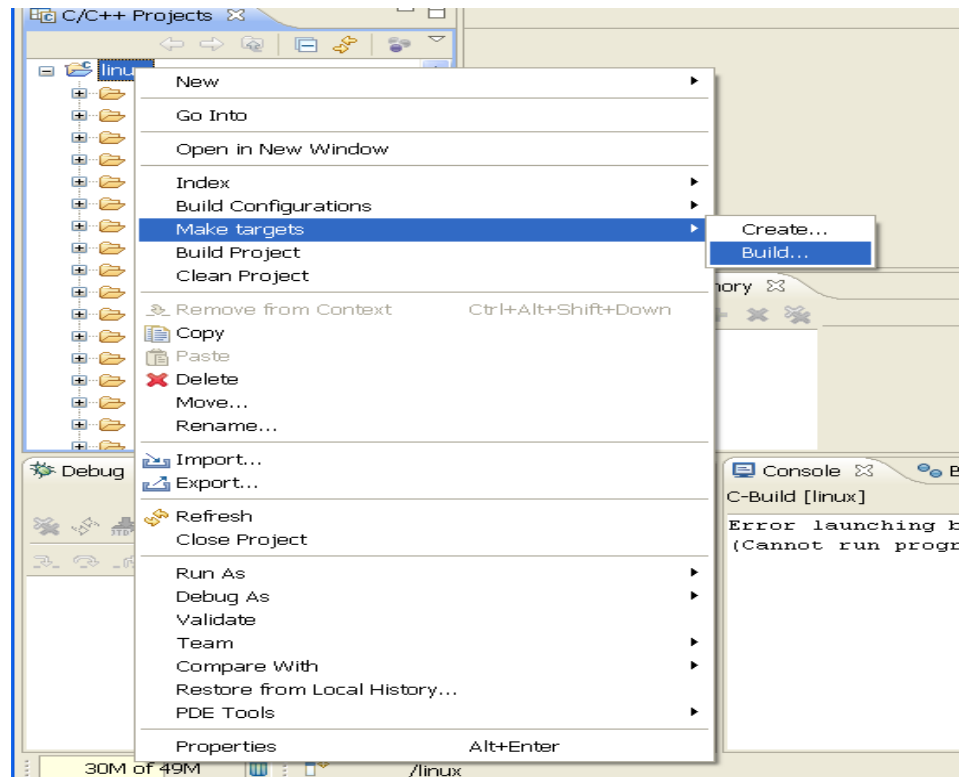 C/C++ Projects
linu
New
Go Into
Open in New Window
Index
Build Configurations
Make targets
Create...
Build...
Build Project
Clean Project
Remove from Context Ctrl+Alt+Shift+Down
Copy
Paste
Delete
Move...
Rename...
Import...
Export...
Refresh
Close Project
Run As
Debug As
Validate
Team
Compare With
Restore from Local History...
PDE Tools
Properties Alt+Enter
ory
Debug
Console B
C-Build [linux]
Error launching b
(Cannot run progr
30M of 49M /linux